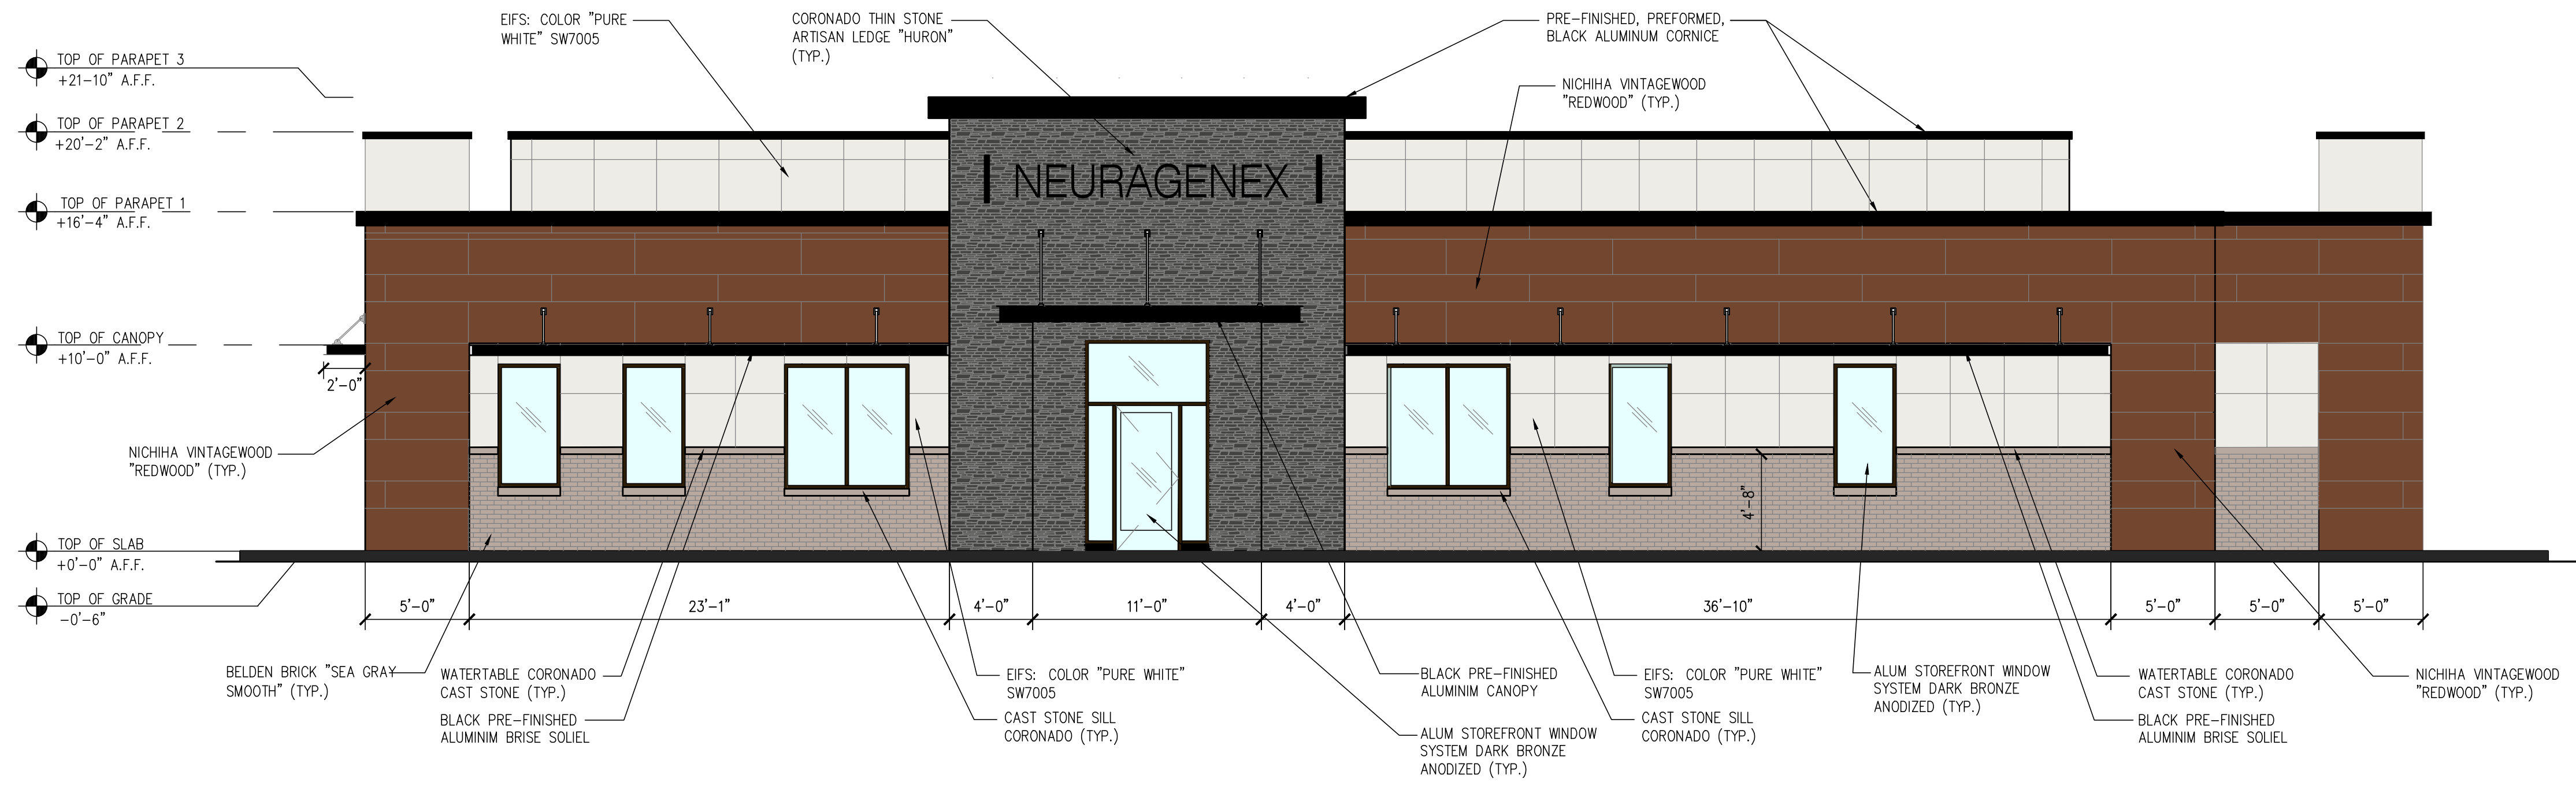 EIFS: COLOR "PURE
WHITE" SW7005
CORONADO THIN STONE
ARTISAN LEDGE "HURON"
(TYP.)
PRE-FINISHED, PREFORMED,
BLACK ALUMINUM CORNICE
NICHIHA VINTAGEWOOD
"REDWOOD" (TYP.)
TOP OF PARAPET 3
+21-10" A.F.F.
TOP OF PARAPET 2
+20'-2" A.F.F.
TOP OF PARAPET 1
+16'-4" A.F.F.
NEURAGENEX
TOP OF CANOPY
+10'-0" A.F.F.
2'-0"
NICHIHA VINTAGEWOOD
"REDWOOD" (TYP.)
4'-8"
TOP OF SLAB
+0'-0" A.F.F.
TOP OF GRADE
-0'-6"
5'-0"
23'-1"
4'-0"
11'-0"
4'-0"
36'-10"
5'-0"
5'-0"
5'-0"
BELDEN BRICK "SEA GRAY
SMOOTH" (TYP.)
WATERTABLE CORONADO
CAST STONE (TYP.)
BLACK PRE-FINISHED
ALUMINIM BRISE SOLIEL
EIFS: COLOR "PURE WHITE"
SW7005
CAST STONE SILL
CORONADO (TYP.)
BLACK PRE-FINISHED
ALUMINIM CANOPY
ALUM STOREFRONT WINDOW
SYSTEM DARK BRONZE
ANODIZED (TYP.)
EIFS: COLOR "PURE WHITE"
SW7005
CAST STONE SILL
CORONADO (TYP.)
ALUM STOREFRONT WINDOW
SYSTEM DARK BRONZE
ANODIZED (TYP.)
WATERTABLE CORONADO
CAST STONE (TYP.)
BLACK PRE-FINISHED
ALUMINIM BRISE SOLIEL
NICHIHA VINTAGEWOOD
"REDWOOD" (TYP.)